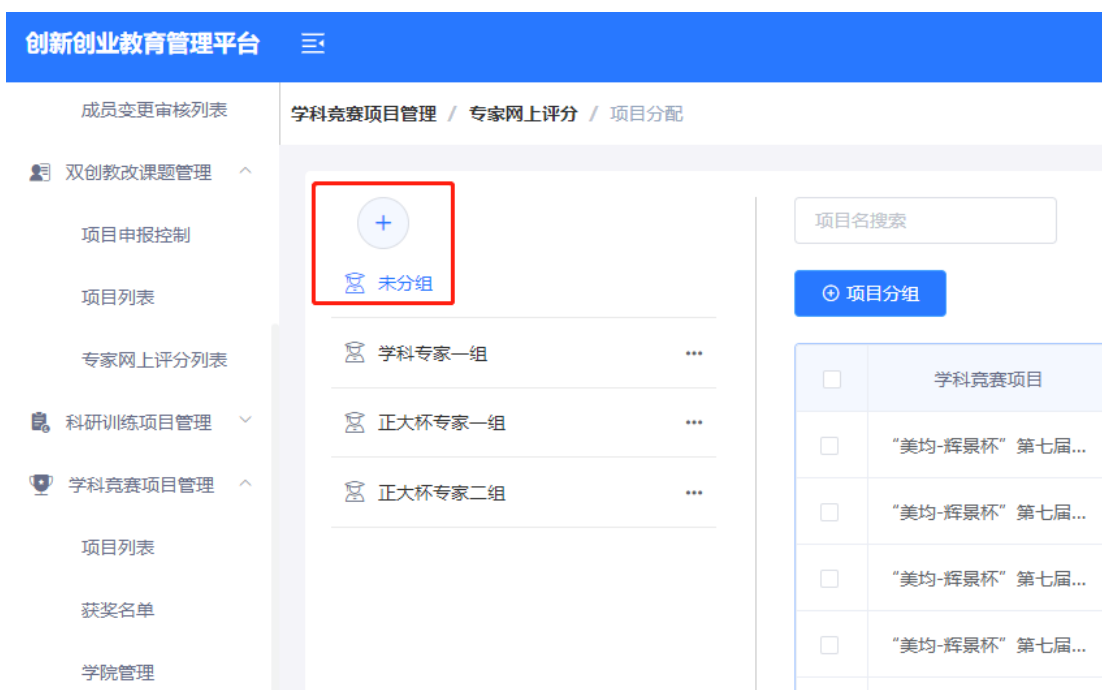 创新创业教育管理平台
成员变更审核列表
双创教改课题管理
项目申报控制
项目列表
专家网上评分列表
科研训练项目管理
学科竞赛项目管理
项目列表
获奖名单
学院管理
学科竞赛项目管理 / 专家网上评分 / 项目分配
未分组
学科专家一组
正大杯专家一组
正大杯专家二组
项目名搜索
项目分组
学科竞赛项目
“美均-辉景杯”第七届...
“美均-辉景杯”第七届...
“美均-辉景杯”第七届...
“美均-辉景杯”第七届...